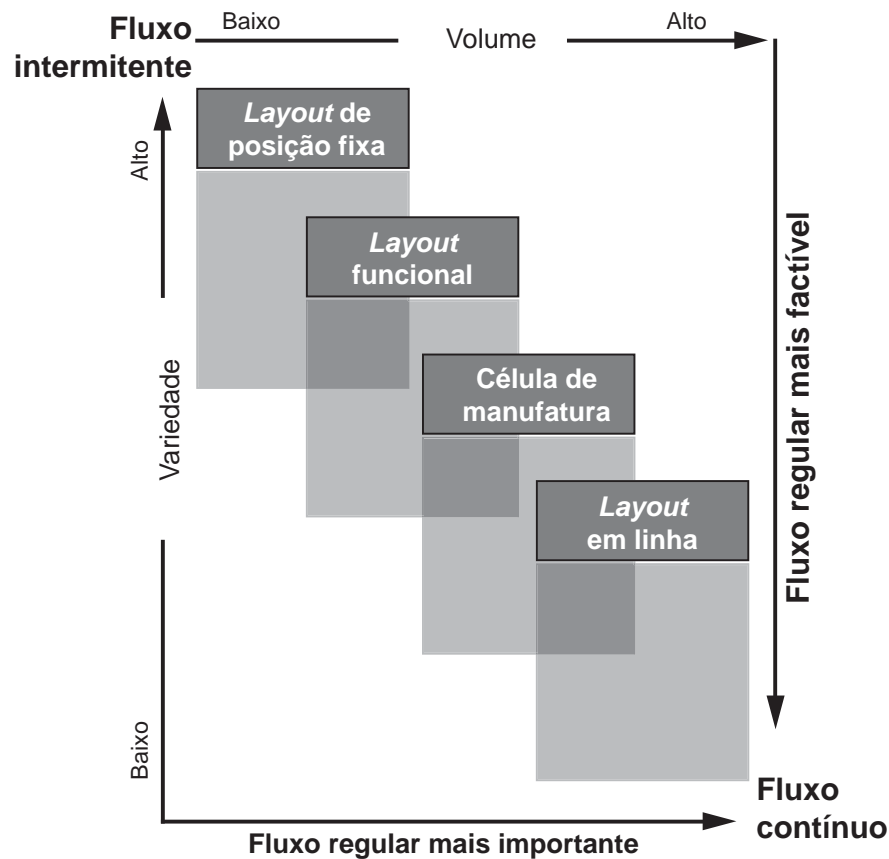 Fluxo
intermitente
Baixo
Volume
Alto
Layout de
posição fixa
Alto
Layout
funcional
Célula de
manufatura
Variedade
Layout
em linha
Fluxo regular mais factível
Baixo
Fluxo
contínuo
Fluxo regular mais importante